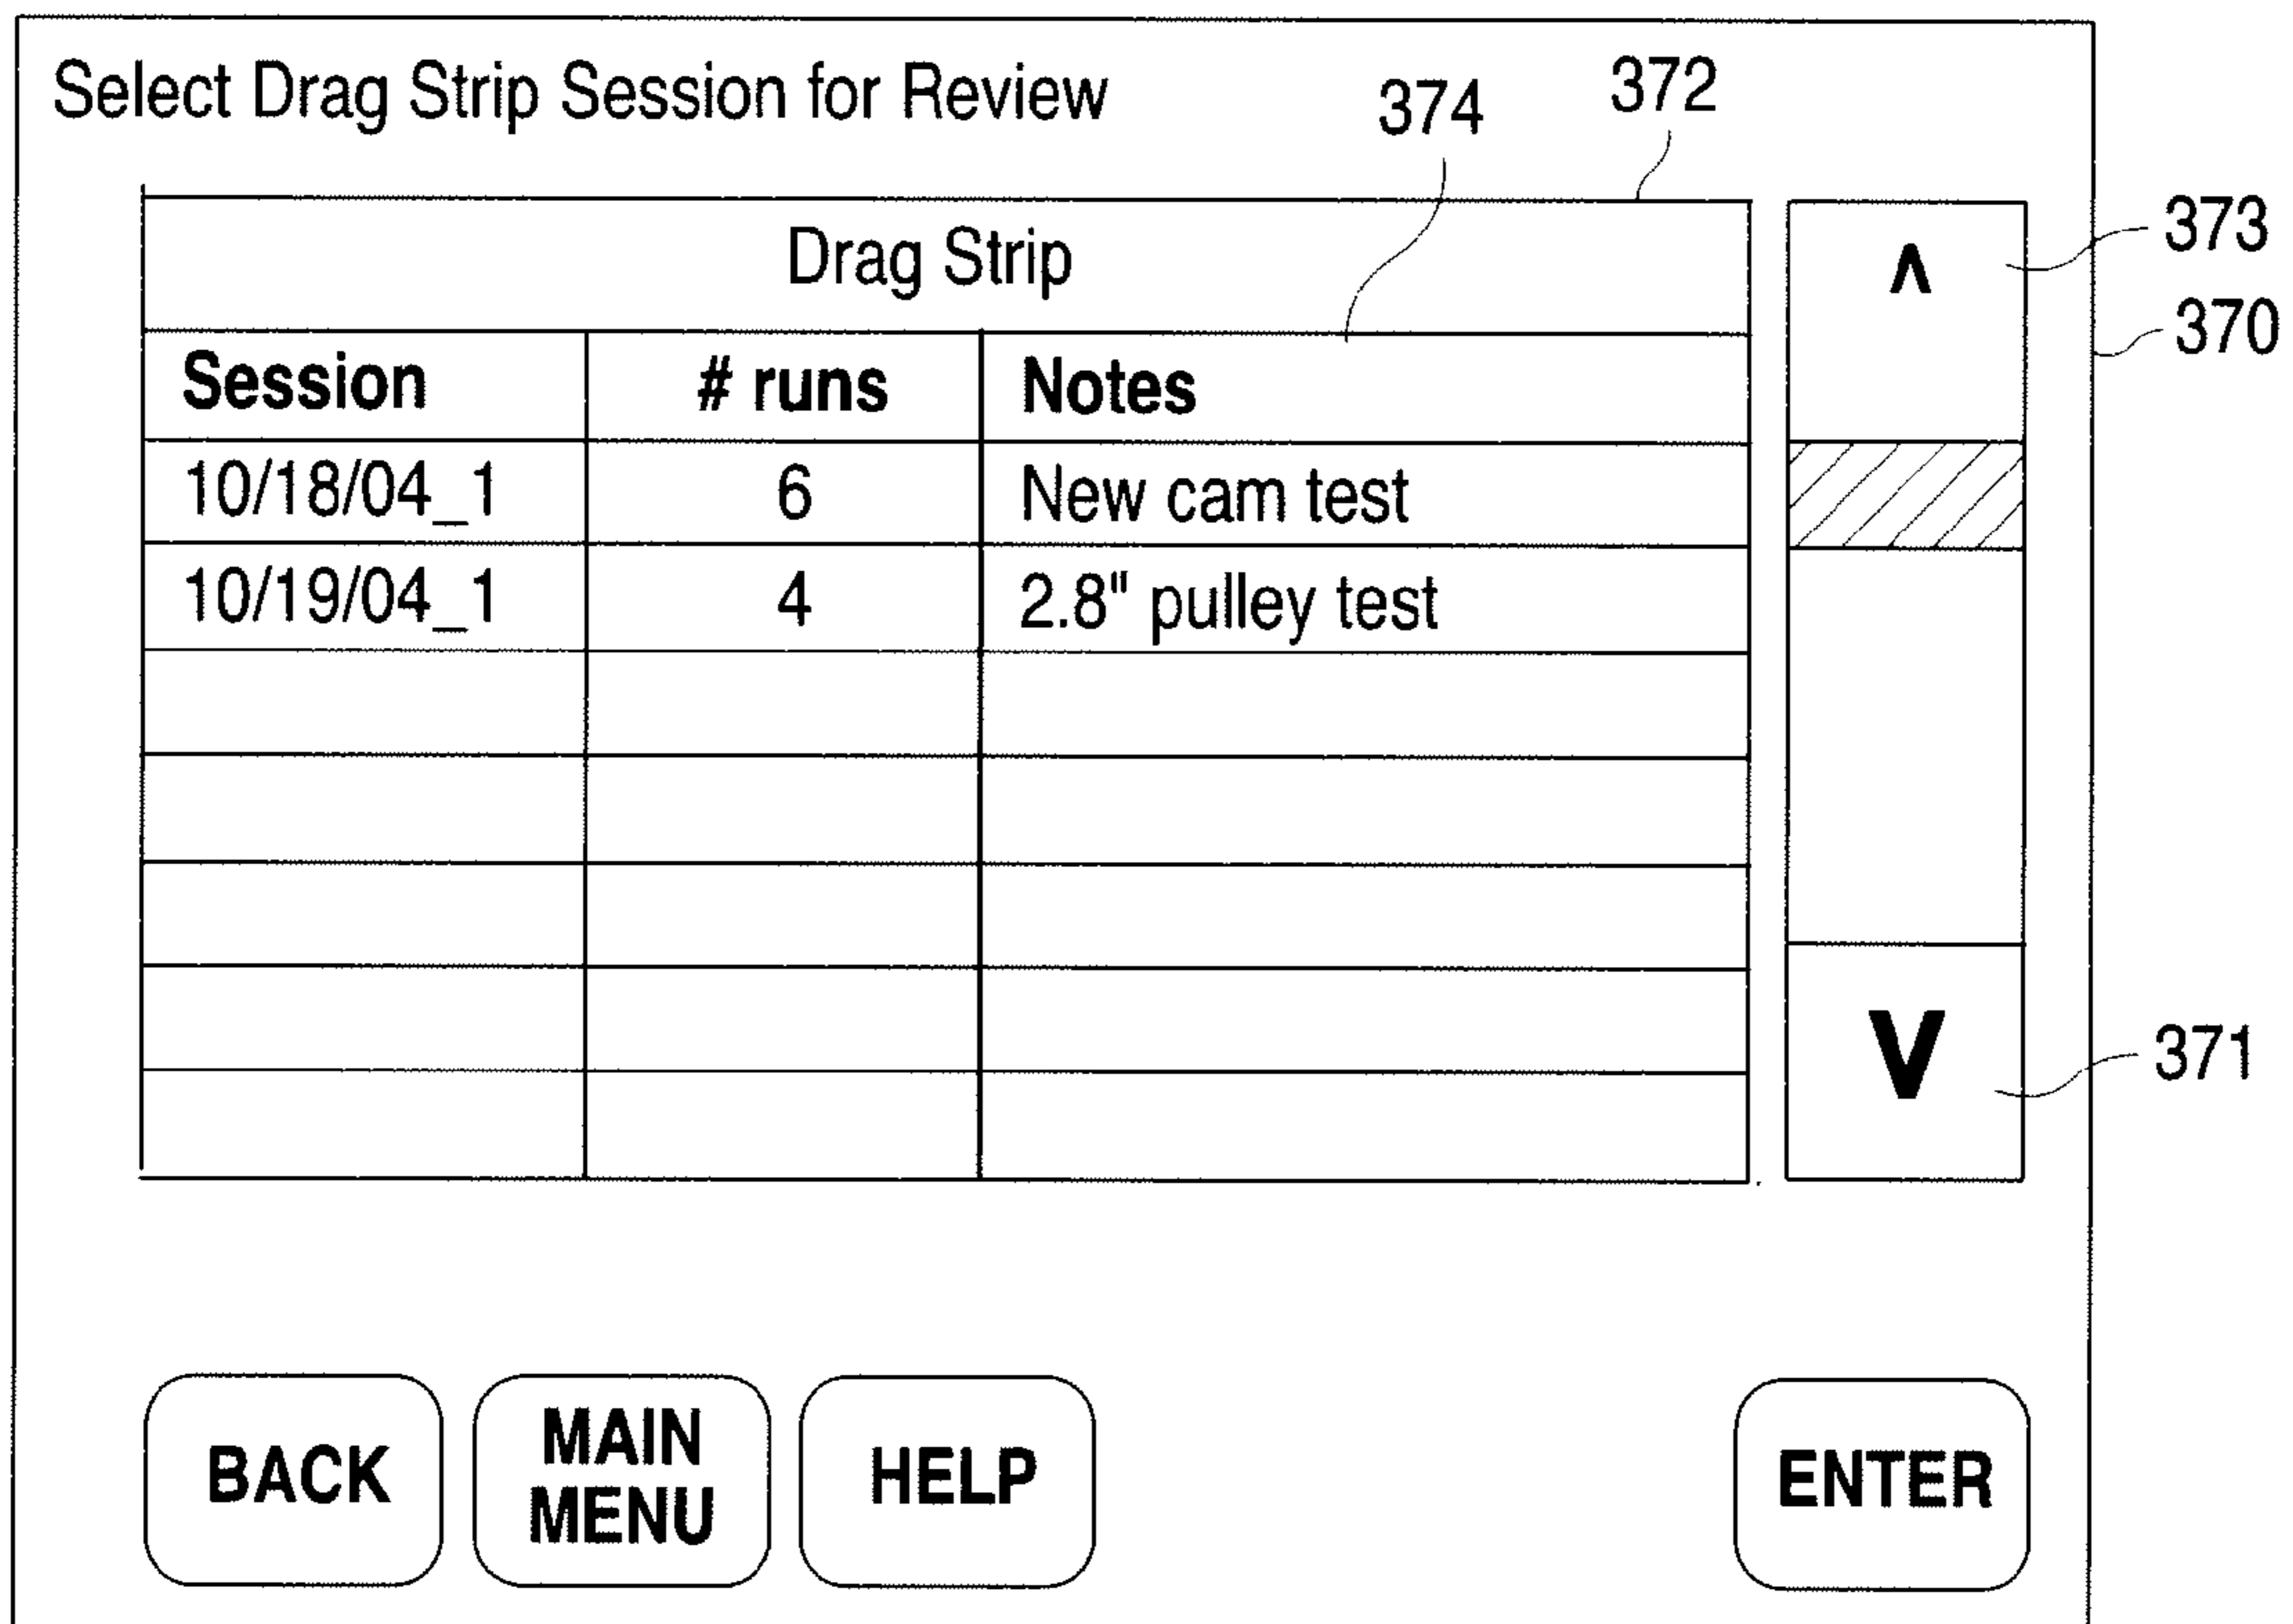 Select Drag Strip Session for Review
374
372
Drag Strip
373
370
Session # runs Notes
10/18/04_1 6 New cam test
10/19/04_1 4 2.8" pulley test
371
BACK
MAIN
MENU
HELP
ENTER